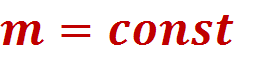 m = const